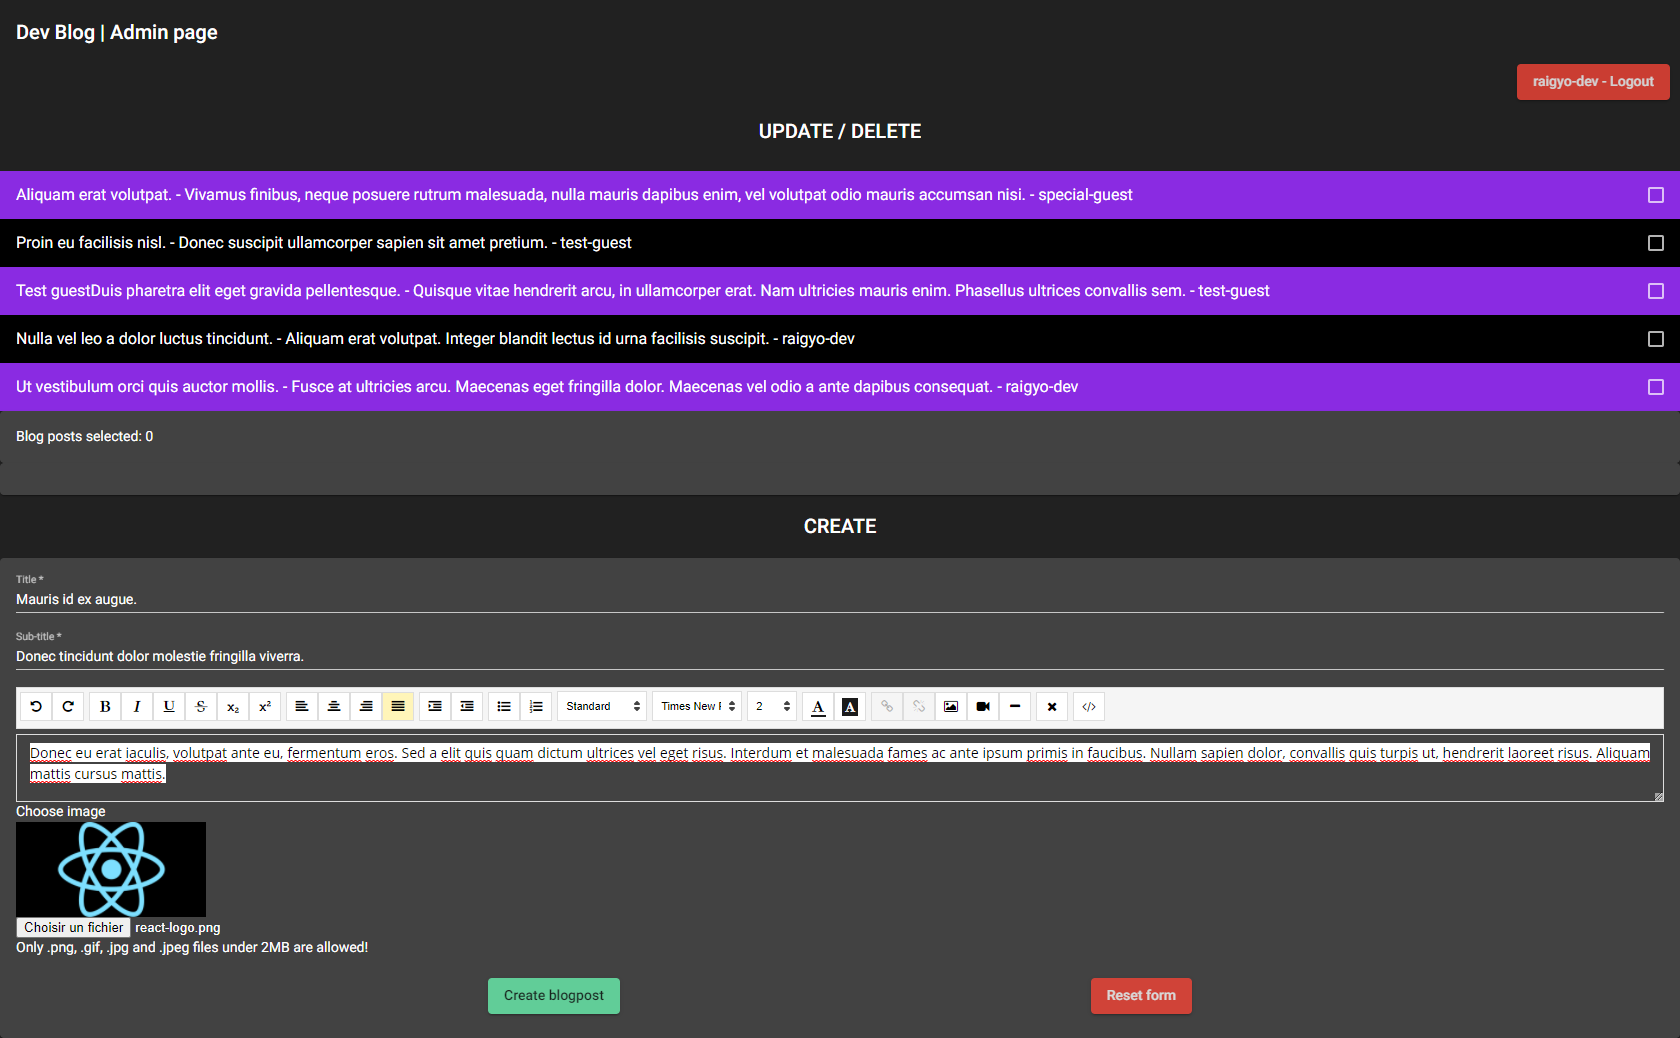 Dev Blog | Admin page
raigyo-dev - Logout
UPDATE / DELETE
Aliquam erat volutpat. - Vivamus finibus, neque posuere rutrum malesuada, nulla mauris dapibus enim, vel volutpat odio mauris accumsan nisi. - special-guest
Proin eu facilisis nisl. - Donec suscipit ullamcorper sapien sit amet pretium. - test-guest
Test guestDuis pharetra elit eget gravida pellentesque. - Quisque vitae hendrerit arcu, in ullamcorper erat. Nam ultricies mauris enim. Phasellus ultrices convallis sem. - test-guest
Nulla vel leo a dolor luctus tincidunt. - Aliquam erat volutpat. Integer blandit lectus id urna facilisis suscipit. - raigyo-dev
Ut vestibulum orci quis auctor mollis. - Fusce at ultricies arcu. Maecenas eget fringilla dolor. Maecenas vel odio a ante dapibus consequat. - raigyo-dev
Blog posts selected: 0
CREATE
Title *
Mauris id ex augue.
Sub-title *
Donec tincidunt dolor molestie fringilla viverra.
B I U S x₂ x² Standard Times New F 2 A A </>
Donec eu erat iaculis, volutpat ante eu, fermentum eros. Sed a elit quis quam dictum ultrices vel eget risus. Interdum et malesuada fames ac ante ipsum primis in faucibus. Nullam sapien dolor, convallis quis turpis ut, hendrerit laoreet risus. Aliquam
mattis cursus mattis.
Choose image
Choisir un fichier react-logo.png
Only .png, .gif, .jpg and .jpeg files under 2MB are allowed!
Create blogpost Reset form